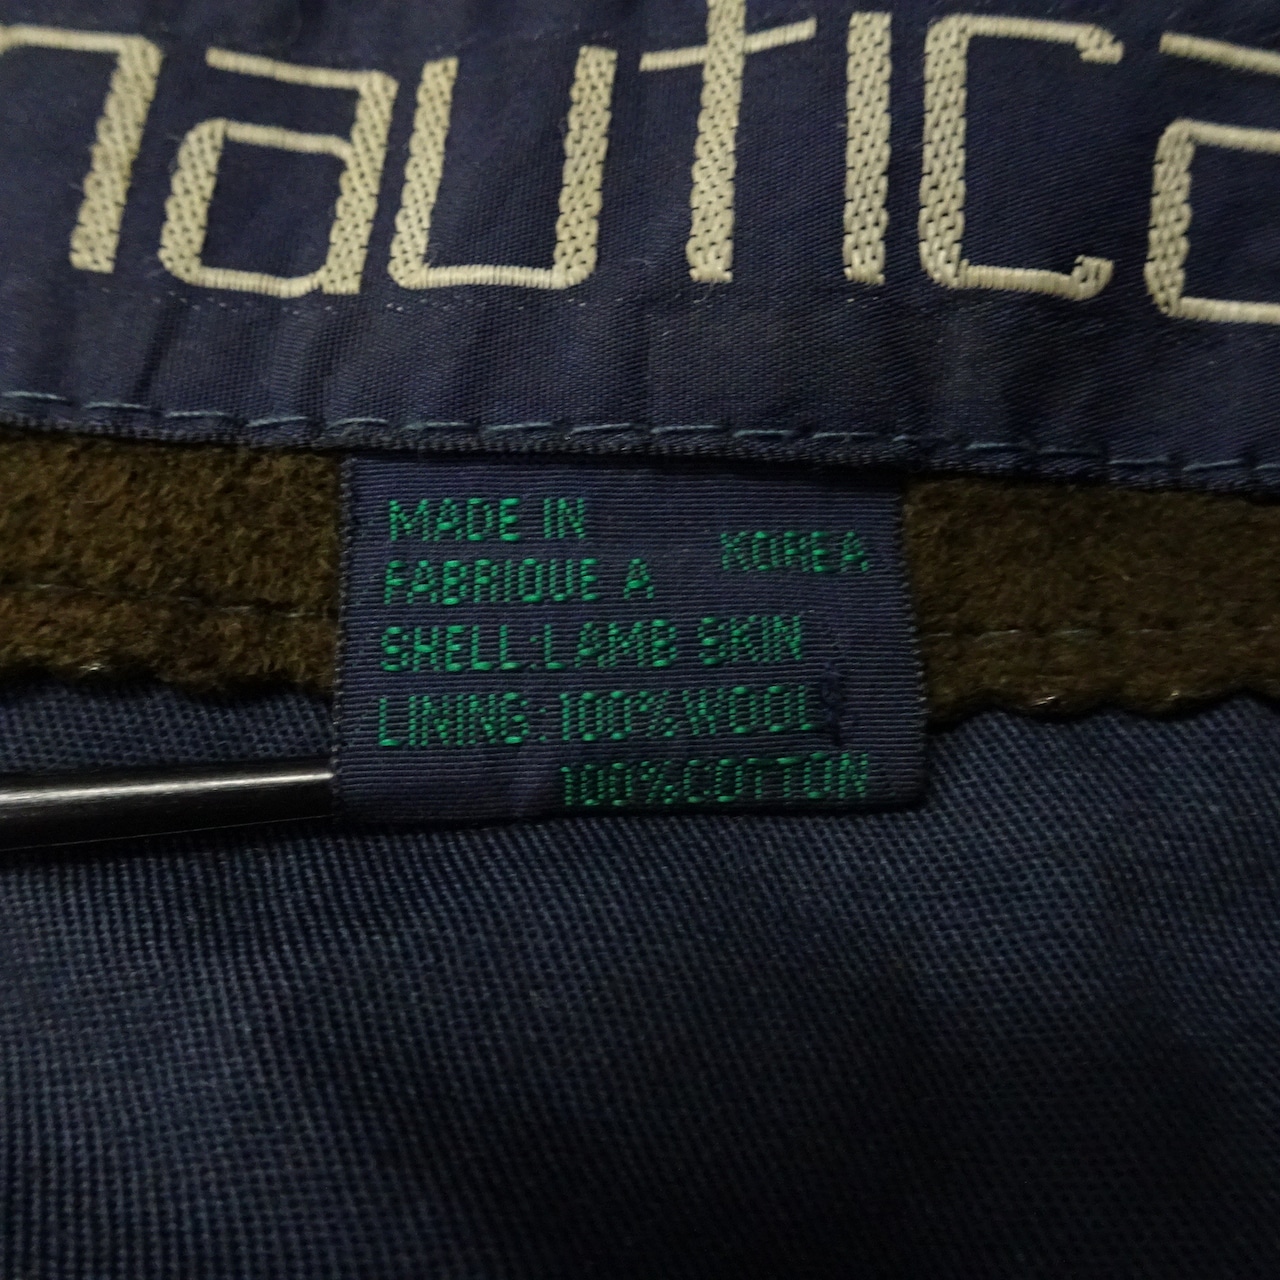 nautica
MADE IN
FABRIQUE A KOREA
SHELL:LAMB SKIN
LINING:100%WOOL
100%COTTON